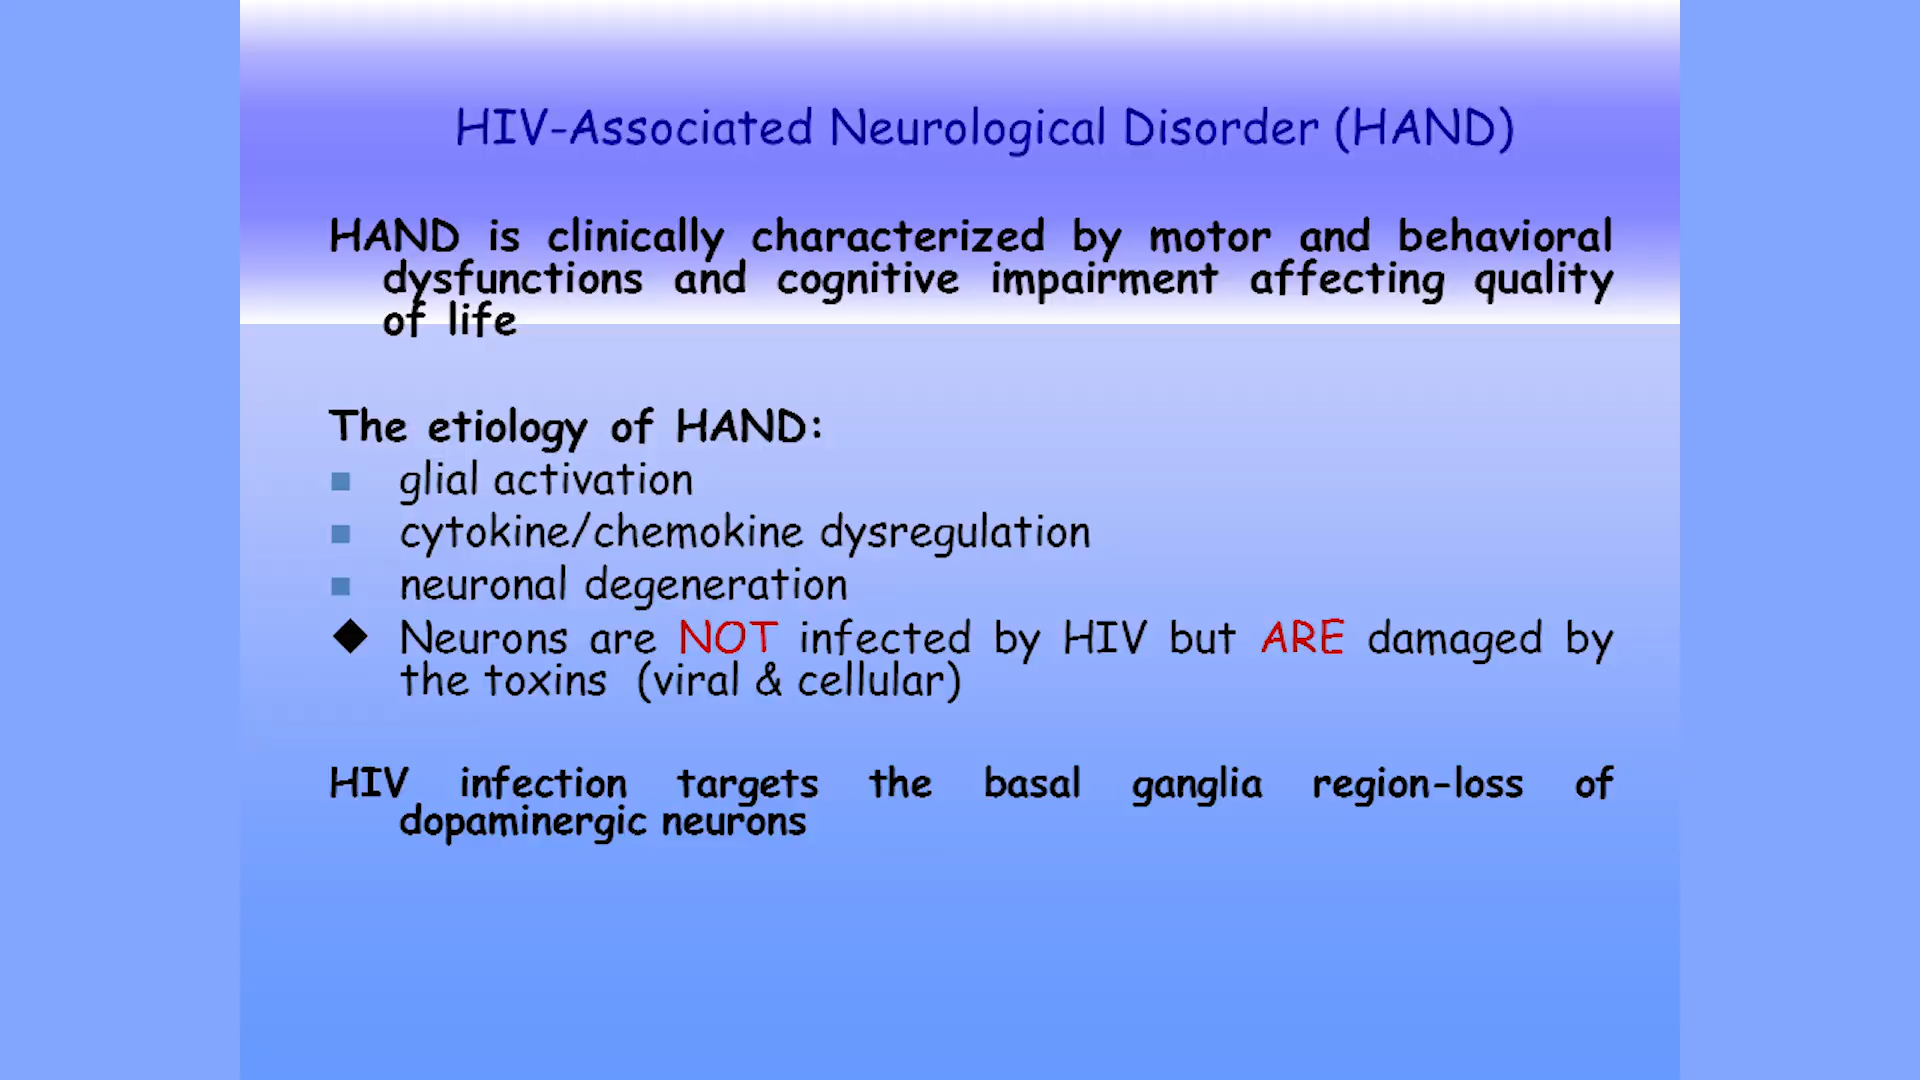 HIV-Associated Neurological Disorder (HAND)
HAND is clinically characterized by motor and behavioral
dysfunctions and cognitive impairment affecting quality
of life
The etiology of HAND:
glial activation
cytokine/chemokine dysregulation
neuronal degeneration
Neurons are NOT infected by HIV but ARE damaged by
the toxins (viral & cellular)
HIV infection targets the basal ganglia region-loss of
dopaminergic neurons